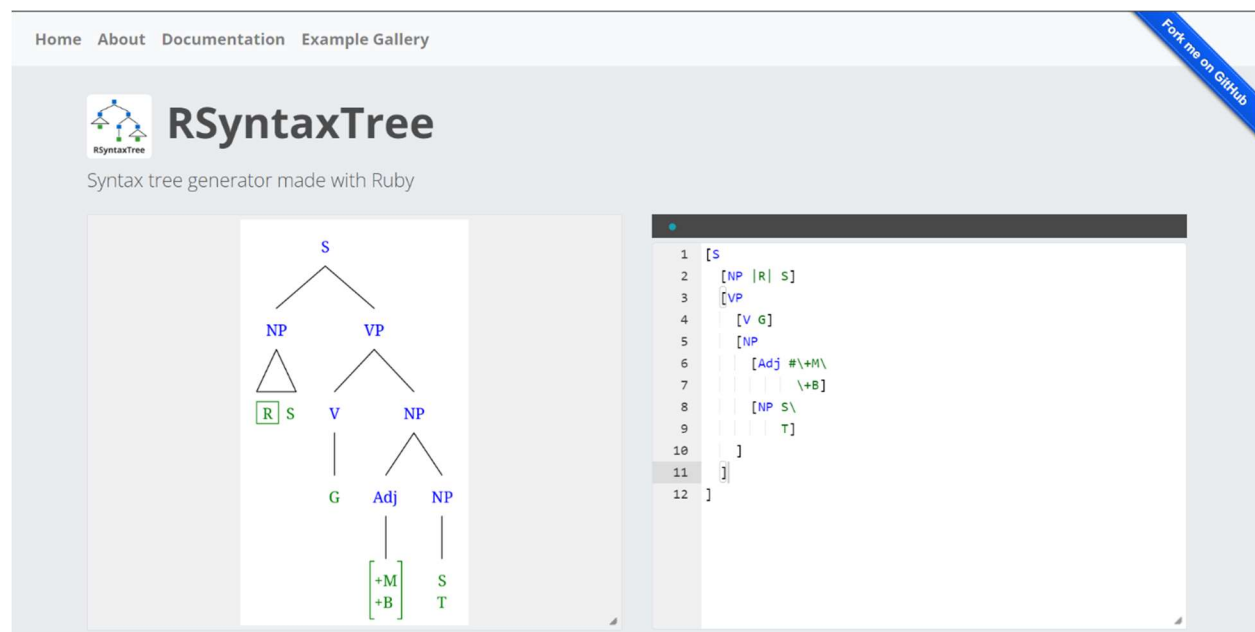 Home About Documentation Example Gallery
Fork me on GitHub
RSyntaxTree
RSyntaxTree
Syntax tree generator made with Ruby
S
NP VP
R S V NP
G Adj NP
+M S
+B T
1 [S
2 [NP |R| S]
3 [VP
4 [V G]
5 [NP
6 [Adj #\+M\
7 \+B]
8 [NP S\
9 T]
10 ]
11 ]
12 ]